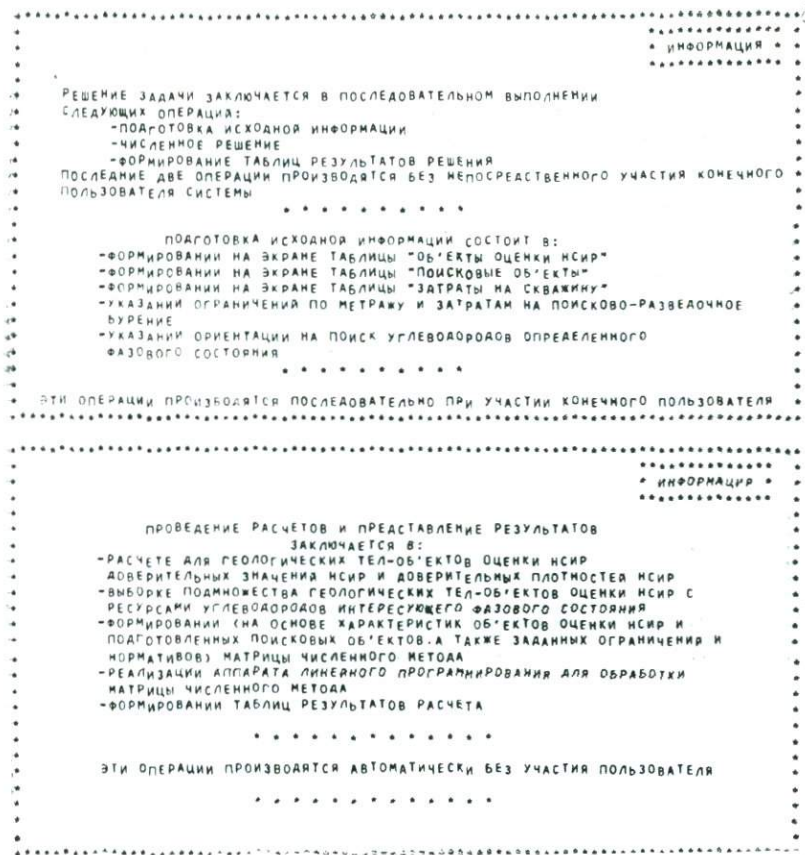 ИНФОРМАЦИЯ
РЕШЕНИЕ ЗАДАЧИ ЗАКЛЮЧАЕТСЯ В ПОСЛЕДОВАТЕЛЬНОМ ВЫПОЛНЕНИИ
СЛЕДУЮЩИХ ОПЕРАЦИЙ:
-ПОДГОТОВКА ИСХОДНОЙ ИНФОРМАЦИИ
-ЧИСЛЕННОЕ РЕШЕНИЕ
-ФОРМИРОВАНИЕ ТАБЛИЦ РЕЗУЛЬТАТОВ РЕШЕНИЯ
ПОСЛЕДНИЕ ДВЕ ОПЕРАЦИИ ПРОИЗВОДЯТСЯ БЕЗ НЕПОСРЕДСТВЕННОГО УЧАСТИЯ КОНЕЧНОГО
ПОЛЬЗОВАТЕЛЯ СИСТЕМЫ
ПОДГОТОВКА ИСХОДНОЙ ИНФОРМАЦИИ СОСТОИТ В:
-ФОРМИРОВАНИИ НА ЭКРАНЕ ТАБЛИЦЫ "ОБ'ЕКТЫ ОЦЕНКИ НСИР"
-ФОРМИРОВАНИИ НА ЭКРАНЕ ТАБЛИЦЫ "ПОИСКОВЫЕ ОБ'ЕКТЫ"
-ФОРМИРОВАНИИ НА ЭКРАНЕ ТАБЛИЦЫ "ЗАТРАТЫ НА СКВАЖИНУ"
-УКАЗАНИИ ОГРАНИЧЕНИЙ ПО МЕТРАЖУ И ЗАТРАТАМ НА ПОИСКОВО-РАЗВЕДОЧНОЕ
БУРЕНИЕ
-УКАЗАНИИ ОРИЕНТАЦИИ НА ПОИСК УГЛЕВОДОРОДОВ ОПРЕДЕЛЕННОГО
ФАЗОВОГО СОСТОЯНИЯ
ЭТИ ОПЕРАЦИИ ПРОИЗВОДЯТСЯ ПОСЛЕДОВАТЕЛЬНО ПРИ УЧАСТИИ КОНЕЧНОГО ПОЛЬЗОВАТЕЛЯ
ИНФОРМАЦИЯ
ПРОВЕДЕНИЕ РАСЧЕТОВ И ПРЕДСТАВЛЕНИЕ РЕЗУЛЬТАТОВ
ЗАКЛЮЧАЕТСЯ В:
-РАСЧЕТЕ ДЛЯ ГЕОЛОГИЧЕСКИХ ТЕЛ-ОБ'ЕКТОВ ОЦЕНКИ НСИР
ДОВЕРИТЕЛЬНЫХ ЗНАЧЕНИЙ НСИР И ДОВЕРИТЕЛЬНЫХ ПЛОТНОСТЕЙ НСИР
-ВЫБОРКЕ ПОДМНОЖЕСТВА ГЕОЛОГИЧЕСКИХ ТЕЛ-ОБ'ЕКТОВ ОЦЕНКИ НСИР С
РЕСУРСАМИ УГЛЕВОДОРОДОВ ИНТЕРЕСУЮЩЕГО ФАЗОВОГО СОСТОЯНИЯ
-ФОРМИРОВАНИИ (НА ОСНОВЕ ХАРАКТЕРИСТИК ОБ'ЕКТОВ ОЦЕНКИ НСИР И
ПОДГОТОВЛЕННЫХ ПОИСКОВЫХ ОБ'ЕКТОВ.А ТАКЖЕ ЗАДАННЫХ ОГРАНИЧЕНИЯ И
НОРМАТИВОВ) МАТРИЦЫ ЧИСЛЕННОГО МЕТОДА
-РЕАЛИЗАЦИИ АППАРАТА ЛИНЕЙНОГО ПРОГРАММИРОВАНИЯ ДЛЯ ОБРАБОТКИ
МАТРИЦЫ ЧИСЛЕННОГО МЕТОДА
-ФОРМИРОВАНИИ ТАБЛИЦ РЕЗУЛЬТАТОВ РАСЧЕТА
ЭТИ ОПЕРАЦИИ ПРОИЗВОДЯТСЯ АВТОМАТИЧЕСКИ БЕЗ УЧАСТИЯ ПОЛЬЗОВАТЕЛЯ